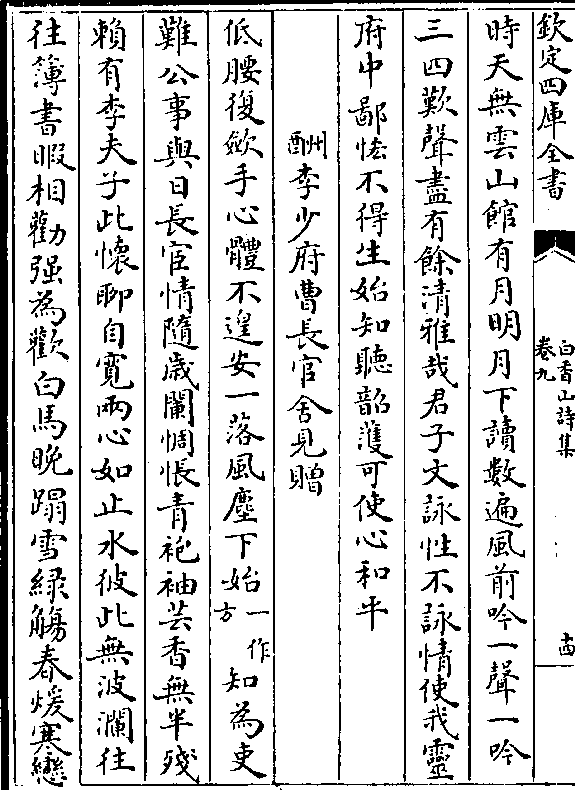 欽定四庫全書
白香山詩集
卷九
十四
時天無雲山館有月明月下讀數遍風前吟一聲一吟
三四歎聲盡有餘清雅哉君子文詠性不詠情使我靈
府中鄙恡不得生始知聽韶濩可使心和平
酬李少府曹長官舍見贈
低腰復歛手心體不遑安一落風塵下始一作方知為吏
難公事與日長宦情隨歲闌惆悵青袍袖芸香無半殘
賴有李夫子此懷聊自寬兩心如止水彼此無波瀾往
往簿書暇相勸强為歡白馬晚蹋雪緑觴春煖寒戀